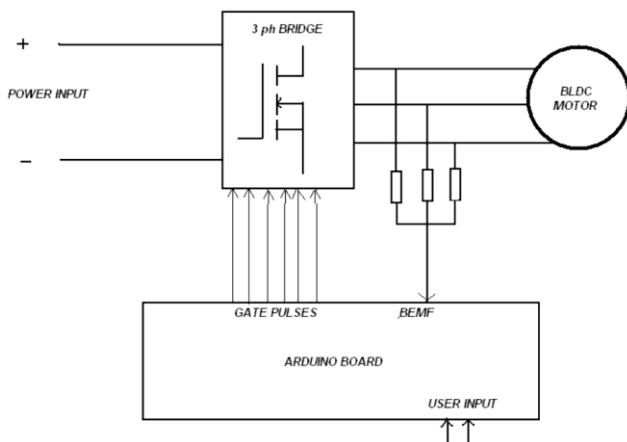 3 ph BRIDGE
+
POWER INPUT
−
BLDC
MOTOR
GATE PULSES
BEMF
ARDUINO BOARD
USER INPUT